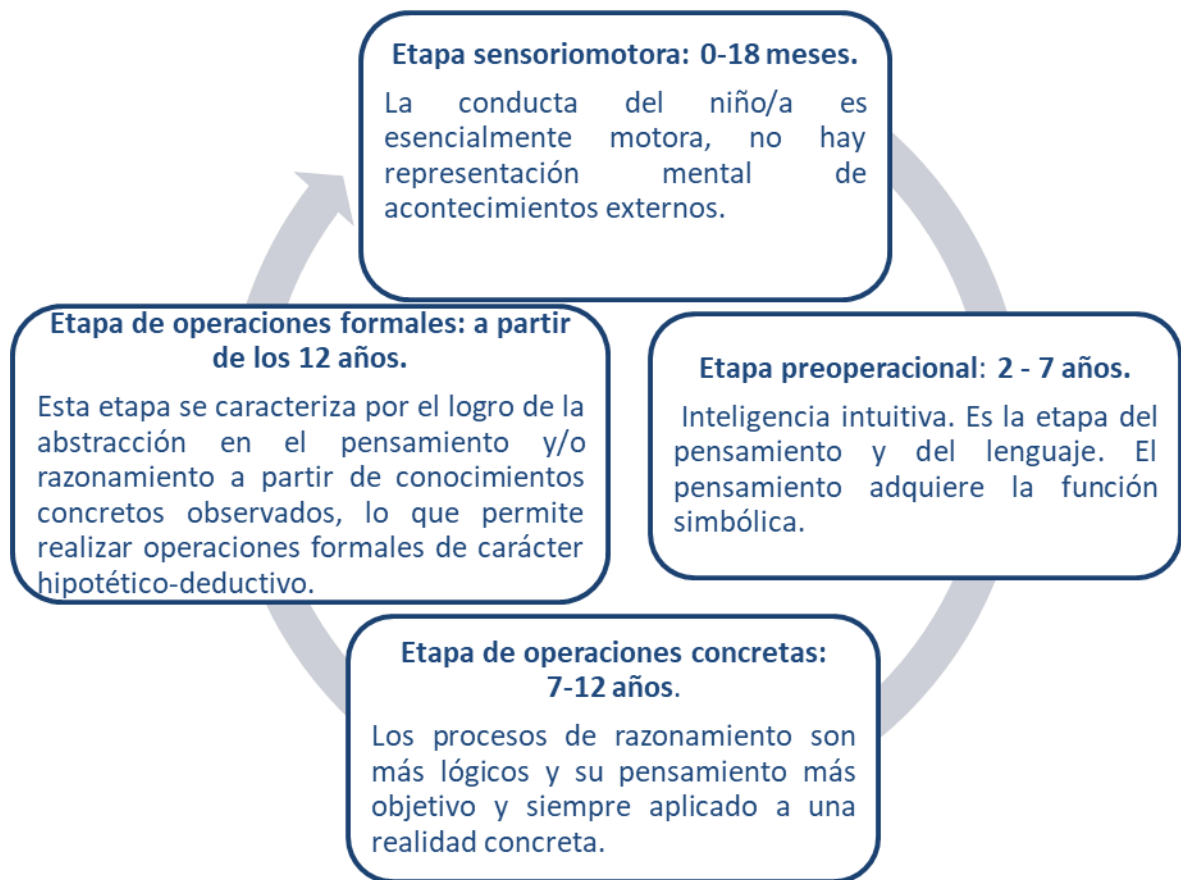 Etapa sensoriomotora: 0-18 meses.
La conducta del niño/a es
esencialmente motora, no hay
representación mental de
acontecimientos externos.
Etapa preoperacional: 2 - 7 años.
Inteligencia intuitiva. Es la etapa del
pensamiento y del lenguaje. El
pensamiento adquiere la función
simbólica.
Etapa de operaciones concretas:
7-12 años.
Los procesos de razonamiento son
más lógicos y su pensamiento más
objetivo y siempre aplicado a una
realidad concreta.
Etapa de operaciones formales: a partir
de los 12 años.
Esta etapa se caracteriza por el logro de la
abstracción en el pensamiento y/o
razonamiento a partir de conocimientos
concretos observados, lo que permite
realizar operaciones formales de carácter
hipotético-deductivo.